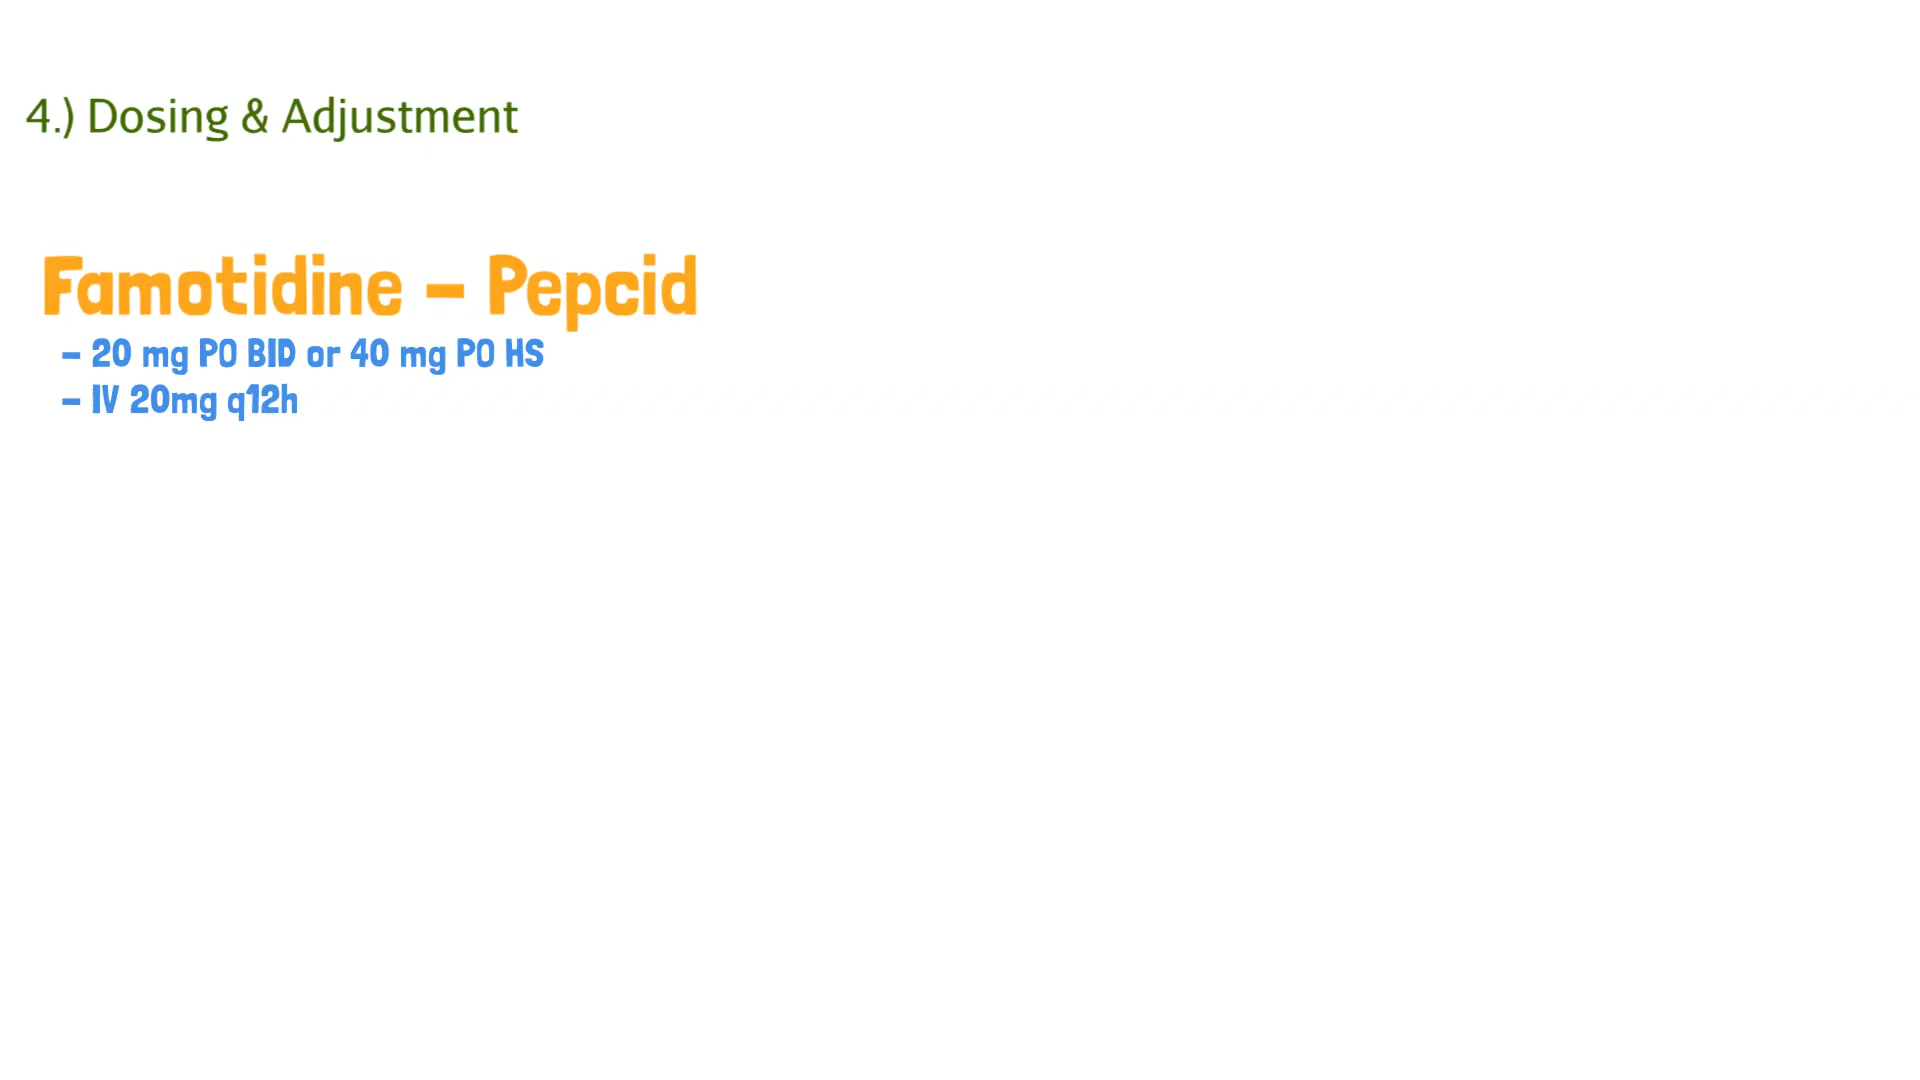 4.) Dosing & Adjustment
Famotidine – Pepcid
– 20 mg PO BID or 40 mg PO HS
– IV 20mg q12h